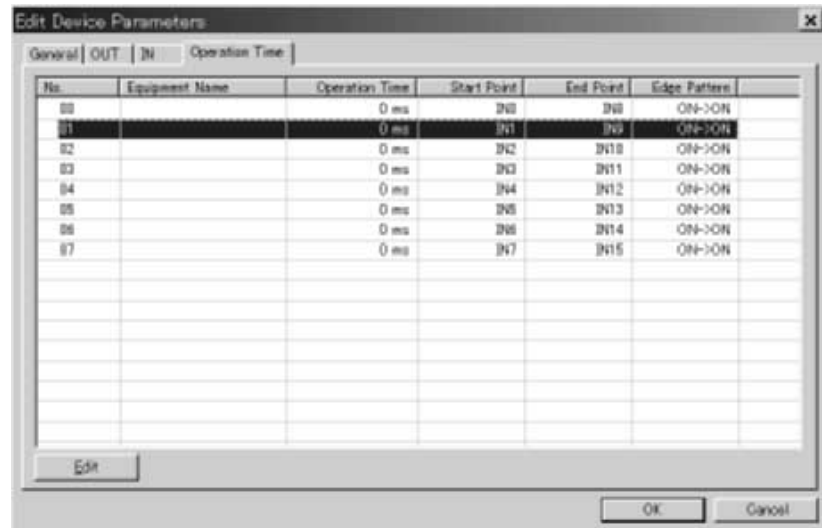 Edit Device Parameters
General OUT IN Operation Time
No. Equipment Name Operation Time Start Point End Point Edge Pattern
00 0 ms IN0 IN8 ON->ON
01 0 ms IN1 IN9 ON->ON
02 0 ms IN2 IN10 ON->ON
03 0 ms IN3 IN11 ON->ON
04 0 ms IN4 IN12 ON->ON
05 0 ms IN5 IN13 ON->ON
06 0 ms IN6 IN14 ON->ON
07 0 ms IN7 IN15 ON->ON
Edit
OK Cancel